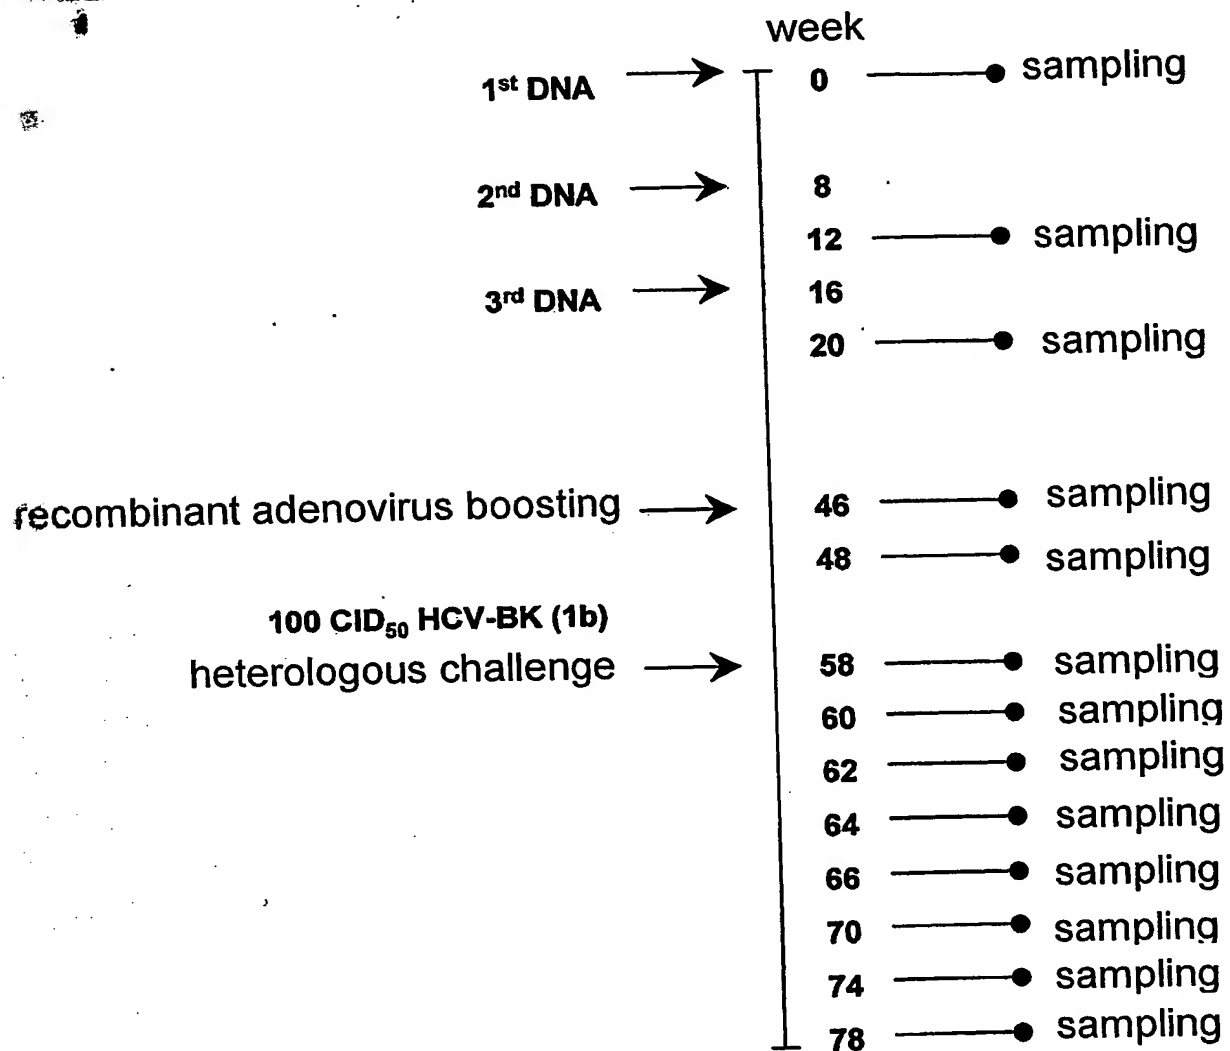 week
1st DNA 0 sampling
2nd DNA 8
12 sampling
3rd DNA 16
20 sampling
recombinant adenovirus boosting 46 sampling
48 sampling
100 CID50 HCV-BK (1b)
heterologous challenge 58 sampling
60 sampling
62 sampling
64 sampling
66 sampling
70 sampling
74 sampling
78 sampling